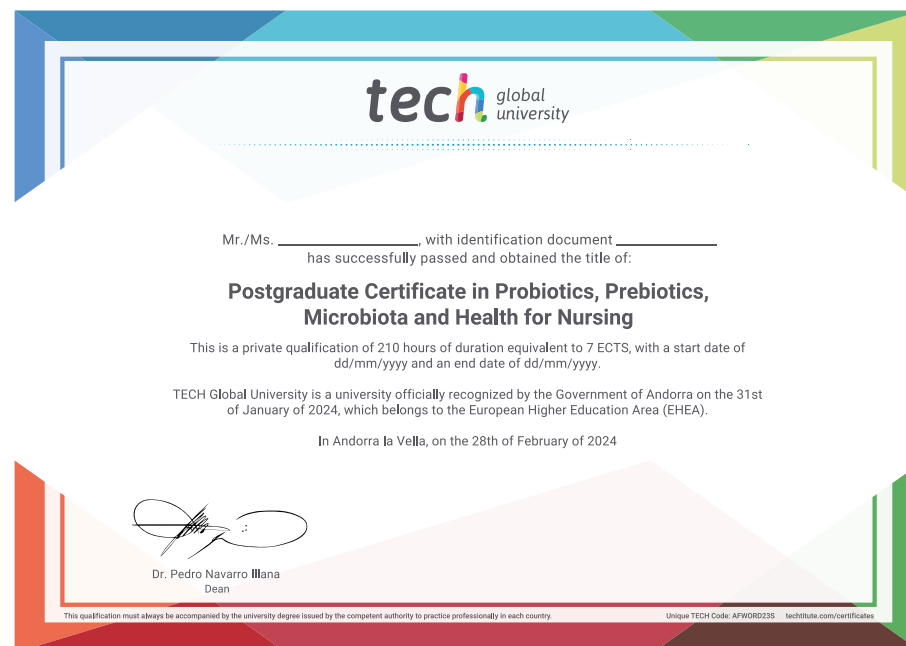 tech global university
Mr./Ms. ____________________, with identification document ______________
has successfully passed and obtained the title of:
Postgraduate Certificate in Probiotics, Prebiotics,
Microbiota and Health for Nursing
This is a private qualification of 210 hours of duration equivalent to 7 ECTS, with a start date of
dd/mm/yyyy and an end date of dd/mm/yyyy.
TECH Global University is a university officially recognized by the Government of Andorra on the 31st
of January of 2024, which belongs to the European Higher Education Area (EHEA).
In Andorra la Vella, on the 28th of February of 2024
Dr. Pedro Navarro Illana
Dean
This qualification must always be accompanied by the university degree issued by the competent authority to practice professionally in each country.
Unique TECH Code: AFWORD23S techtitute.com/certificates